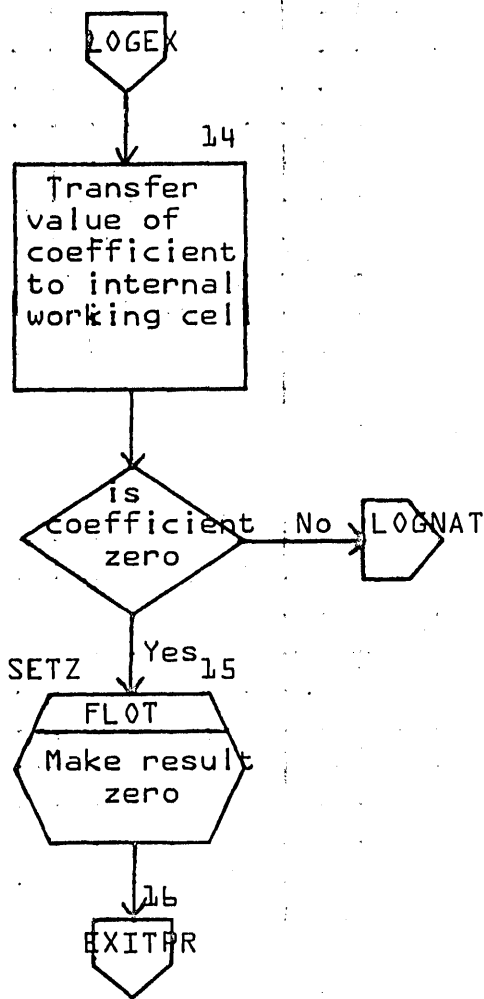 LOGEX
14
Transfer
value of
coefficient
to internal
working cel
is
coefficient
zero
No
LOGNAT
Yes
SETZ
15
FLOT
Make result
zero
16
EXITPR